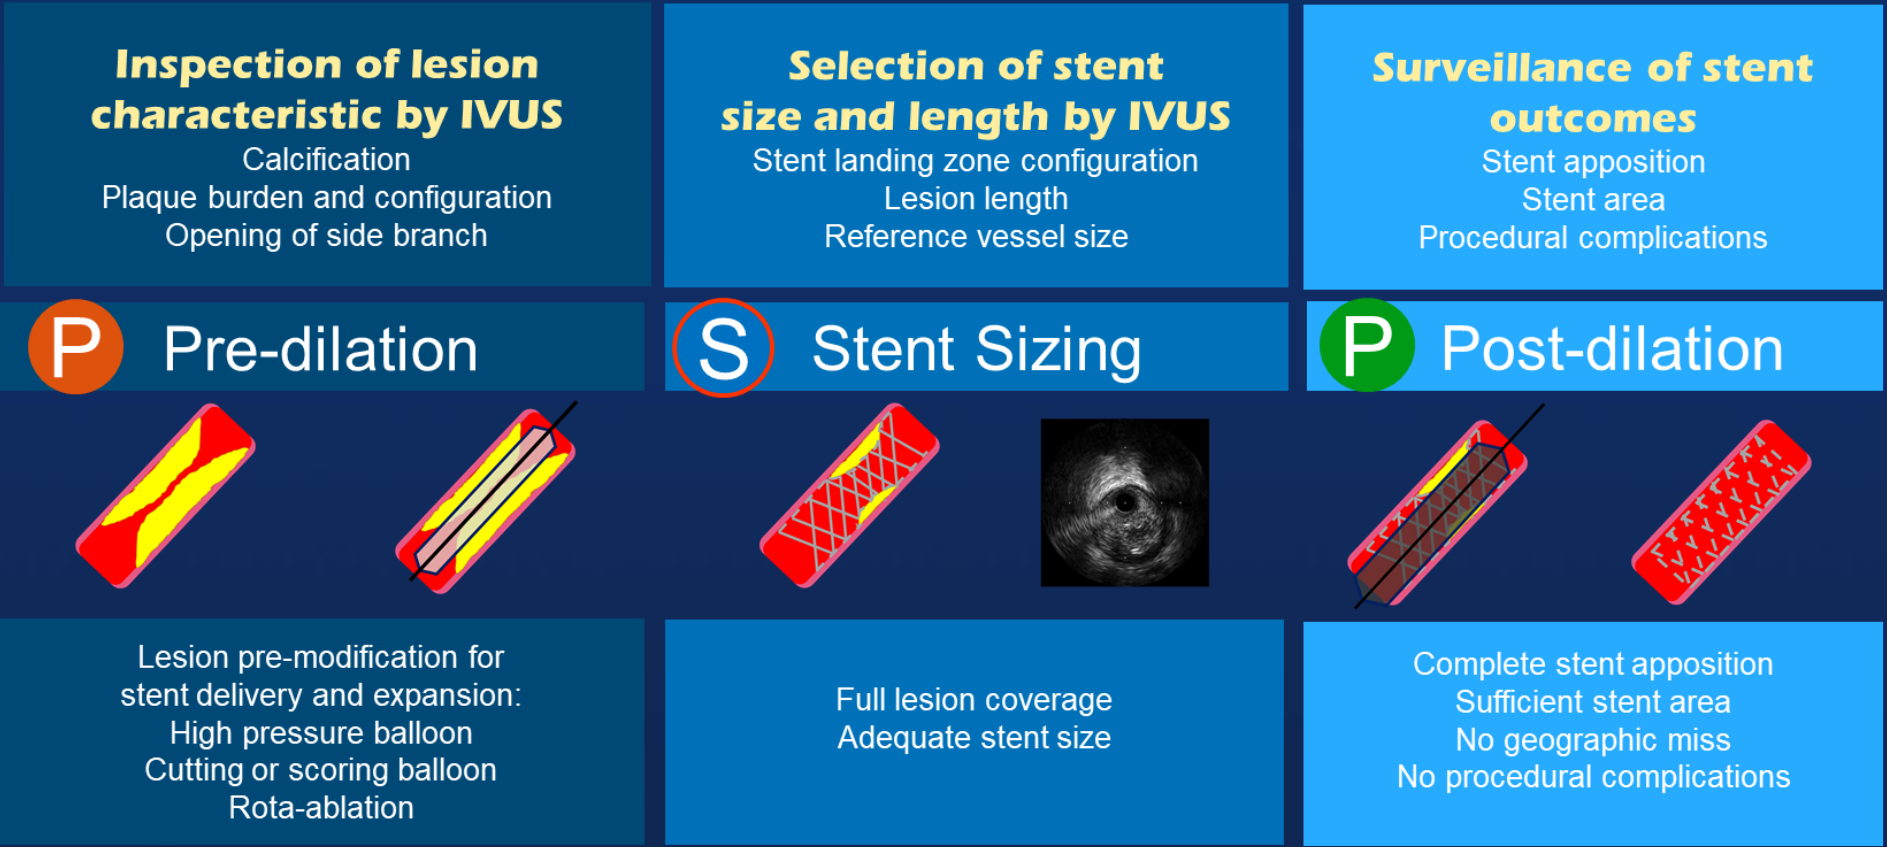 Inspection of lesion
characteristic by IVUS
Calcification
Plaque burden and configuration
Opening of side branch
Selection of stent
size and length by IVUS
Stent landing zone configuration
Lesion length
Reference vessel size
Surveillance of stent
outcomes
Stent apposition
Stent area
Procedural complications
P Pre-dilation
S Stent Sizing
P Post-dilation
Lesion pre-modification for
stent delivery and expansion:
High pressure balloon
Cutting or scoring balloon
Rota-ablation
Full lesion coverage
Adequate stent size
Complete stent apposition
Sufficient stent area
No geographic miss
No procedural complications